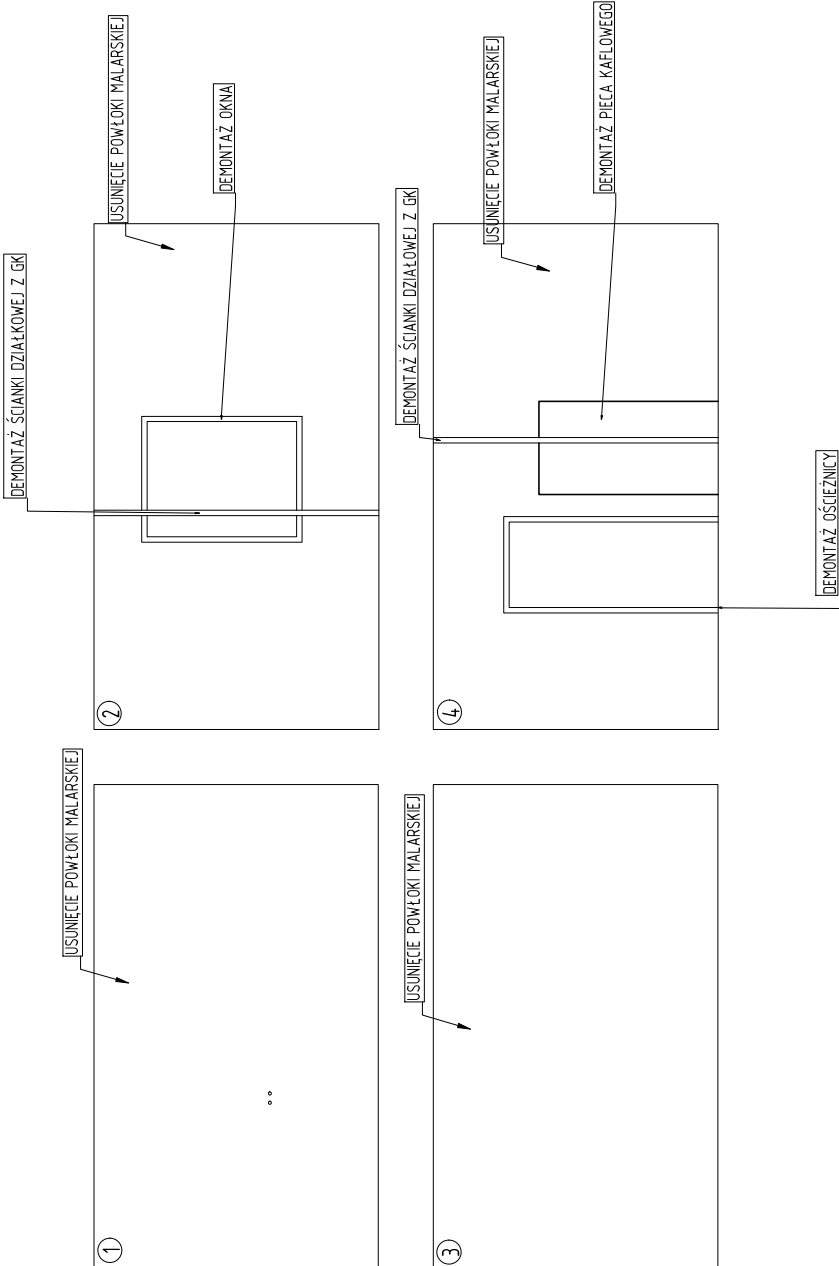 1
USUNIĘCIE POWŁOKI MALARSKIEJ
2
DEMONTAŻ ŚCIANKI DZIAŁKOWEJ Z GK
USUNIĘCIE POWŁOKI MALARSKIEJ
DEMONTAŻ OKNA
3
USUNIĘCIE POWŁOKI MALARSKIEJ
4
DEMONTAŻ ŚCIANKI DZIAŁOWEJ Z GK
USUNIĘCIE POWŁOKI MALARSKIEJ
DEMONTAŻ PIECA KAFLOWEGO
DEMONTAŻ OŚCIEŻNICY